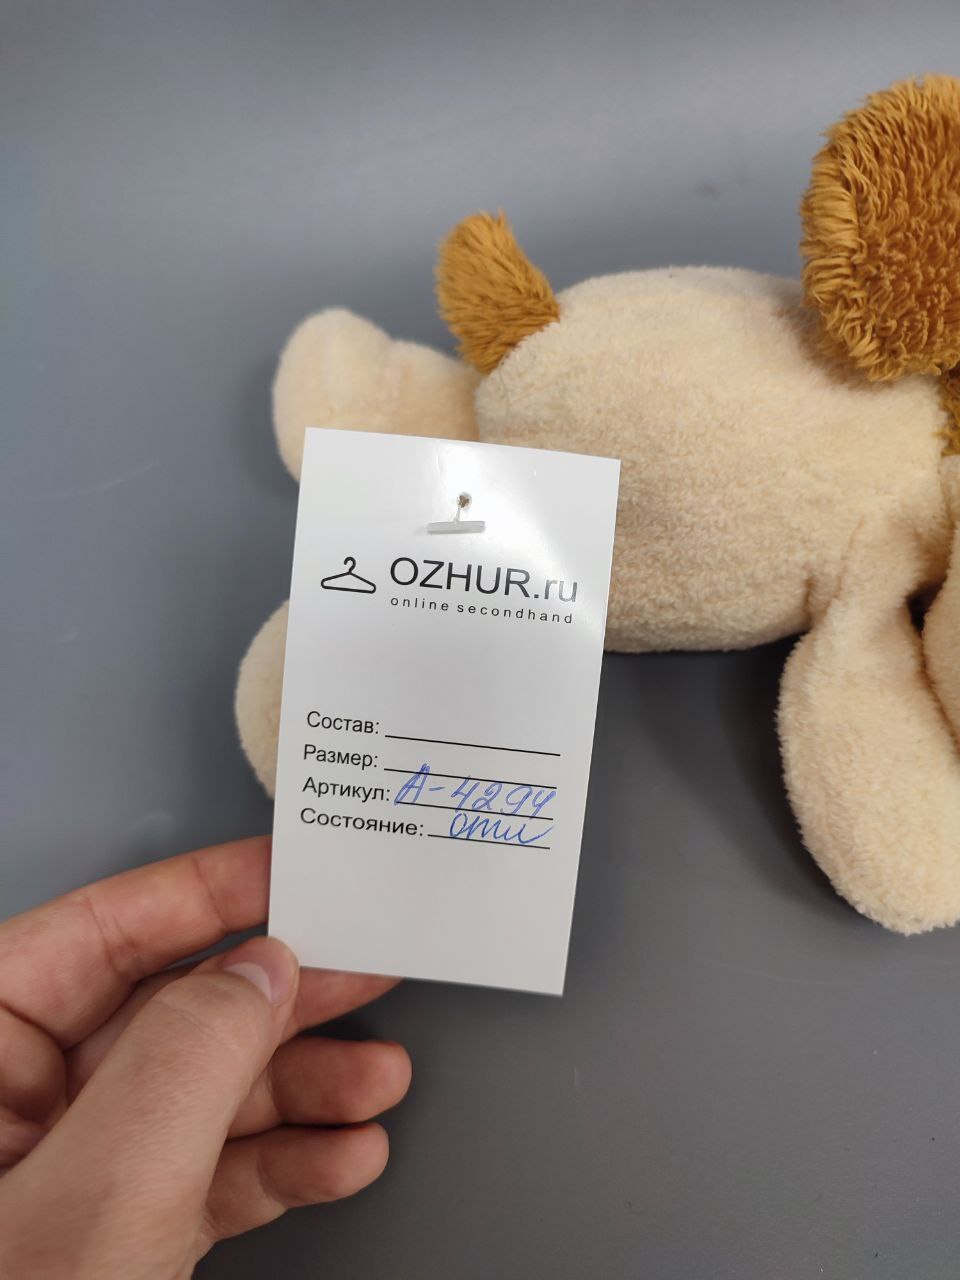 OZHUR.ru
online secondhand
Состав:
Размер:
Артикул: А-4294
Состояние: отл